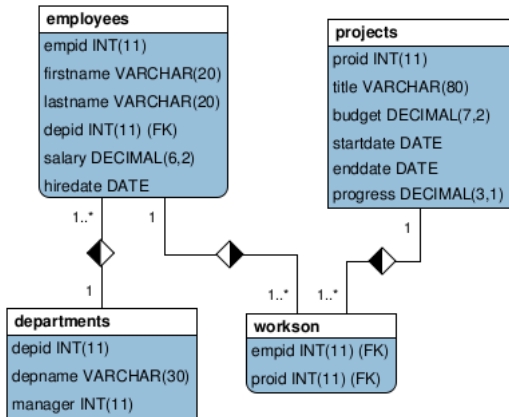 employees
empid INT(11)
firstname VARCHAR(20)
lastname VARCHAR(20)
depid INT(11) (FK)
salary DECIMAL(6,2)
hiredate DATE
projects
proid INT(11)
title VARCHAR(80)
budget DECIMAL(7,2)
startdate DATE
enddate DATE
progress DECIMAL(3,1)
1..*
1
1
1
1..*
1..*
departments
depid INT(11)
depname VARCHAR(30)
manager INT(11)
workson
empid INT(11) (FK)
proid INT(11) (FK)